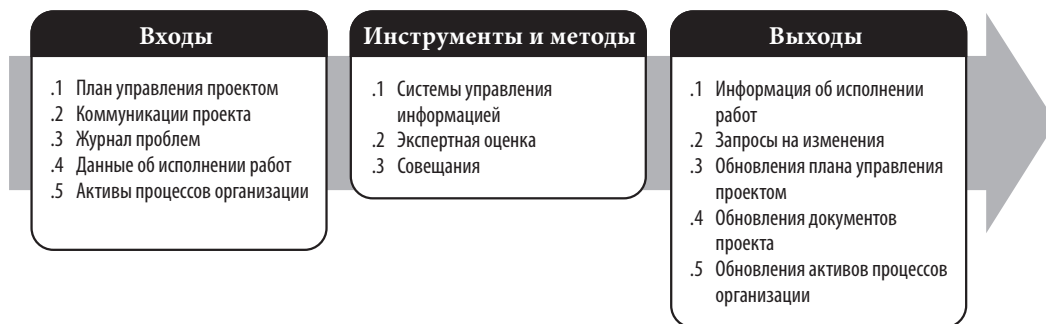 Входы
.1 План управления проектом
.2 Коммуникации проекта
.3 Журнал проблем
.4 Данные об исполнении работ
.5 Активы процессов организации
Инструменты и методы
.1 Системы управления
информацией
.2 Экспертная оценка
.3 Совещания
Выходы
.1 Информация об исполнении
работ
.2 Запросы на изменения
.3 Обновления плана управления
проектом
.4 Обновления документов
проекта
.5 Обновления активов процессов
организации